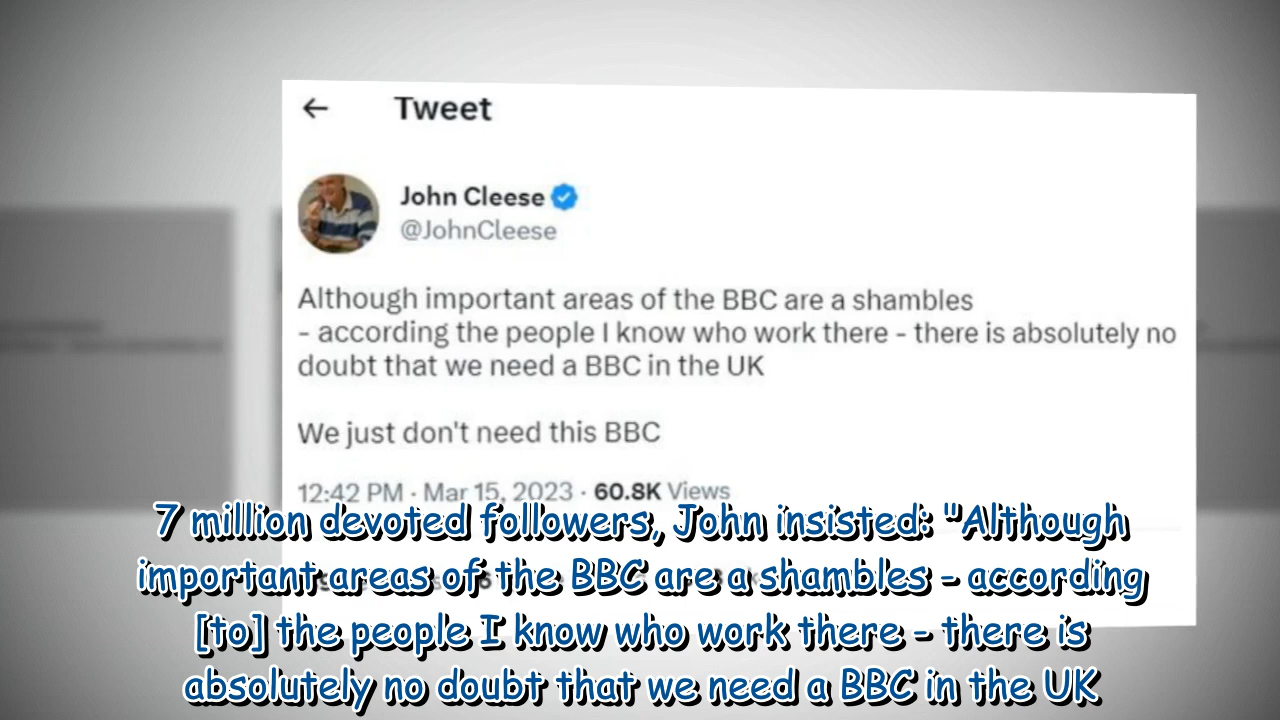 Tweet
John Cleese
@JohnCleese
Although important areas of the BBC are a shambles
- according the people I know who work there - there is absolutely no
doubt that we need a BBC in the UK
We just don't need this BBC
12:42 PM · Mar 15, 2023 · 60.8K Views
7 million devoted followers, John insisted: "Although
important areas of the BBC are a shambles - according
[to] the people I know who work there - there is
absolutely no doubt that we need a BBC in the UK